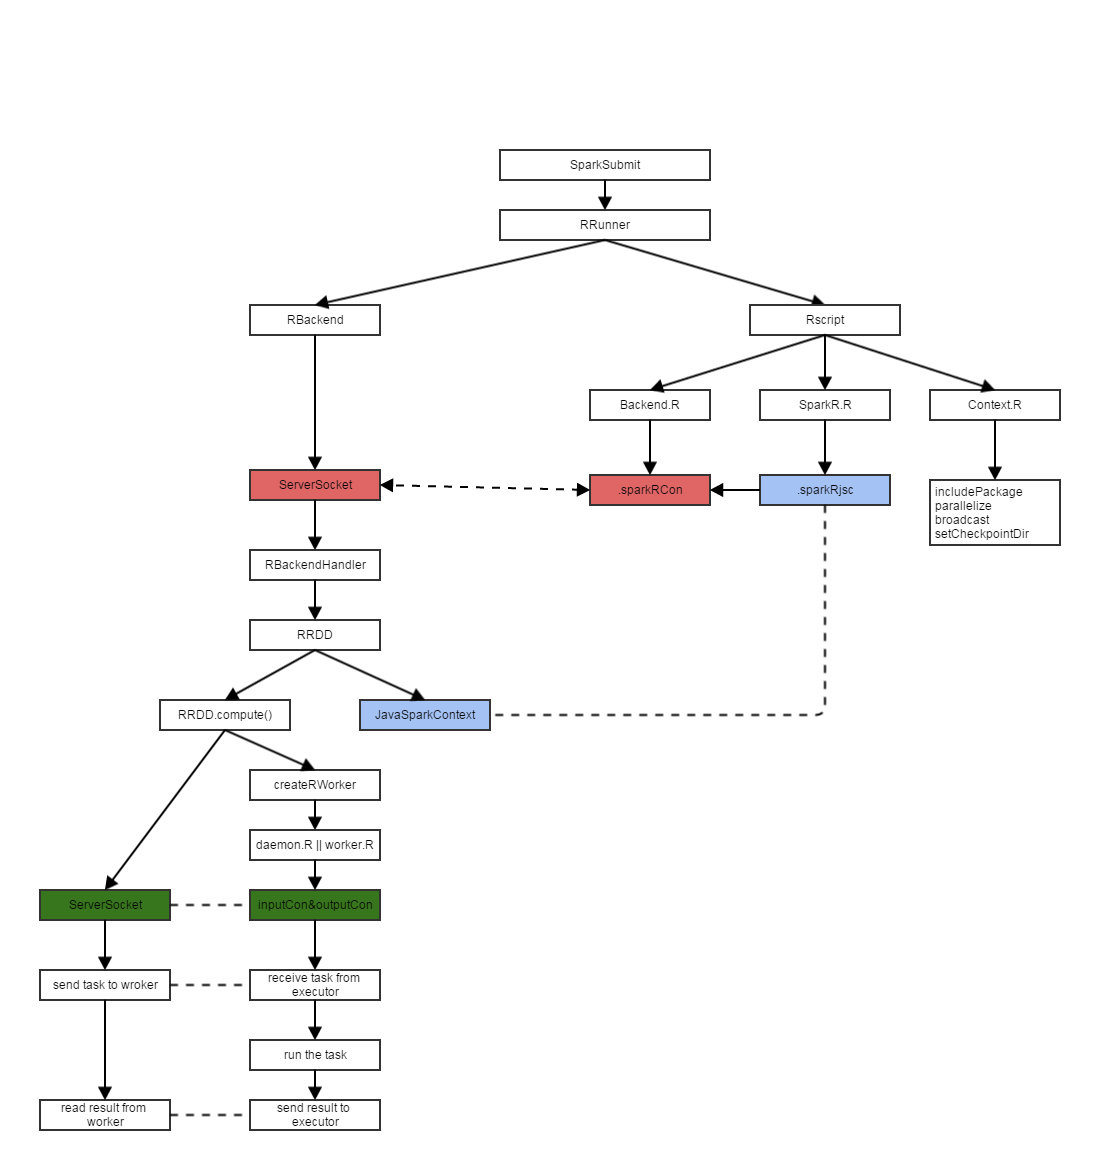 SparkSubmit
RRunner
RBackend
Rscript
Backend.R
SparkR.R
Context.R
ServerSocket
.sparkRCon
.sparkRjsc
includePackage
parallelize
broadcast
setCheckpointDir
RBackendHandler
RRDD
RRDD.compute()
JavaSparkContext
createRWorker
daemon.R || worker.R
ServerSocket
inputCon&outputCon
send task to wroker
receive task from
executor
run the task
read result from
worker
send result to
executor